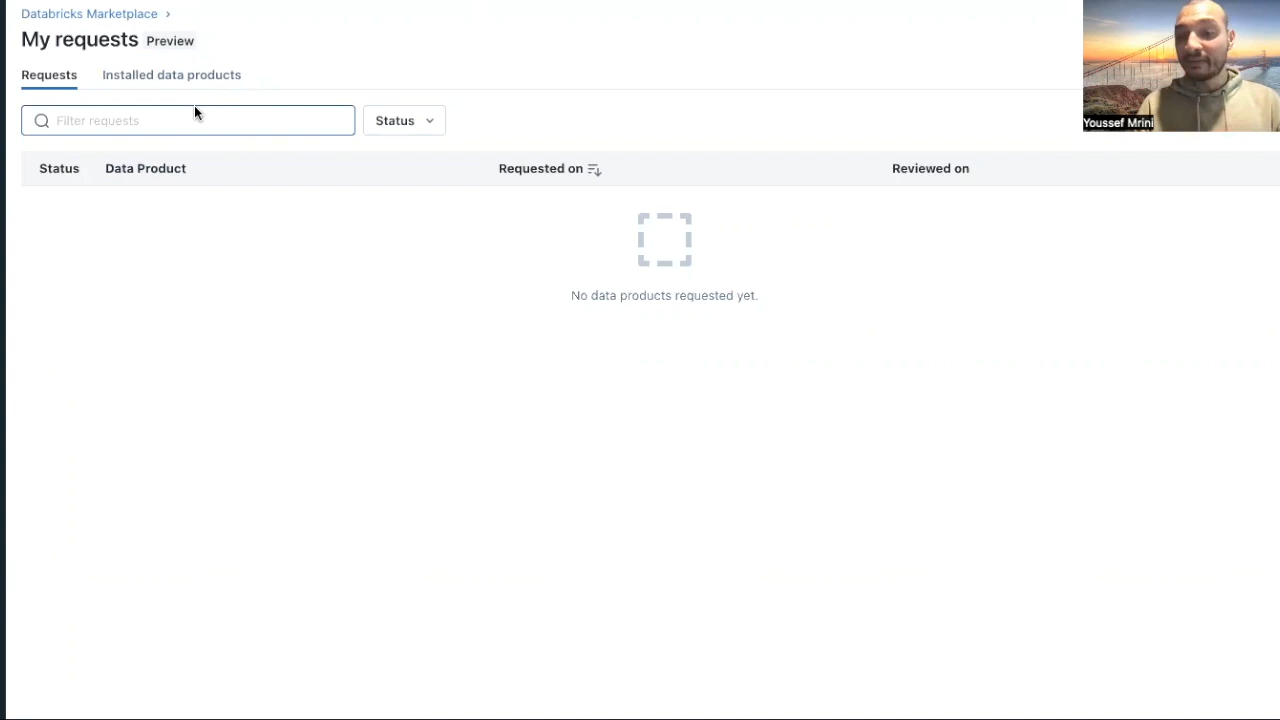 Databricks Marketplace
My requests Preview
Requests Installed data products
Filter requests Status
Status Data Product Requested on Reviewed on
No data products requested yet.
Youssef Mrini